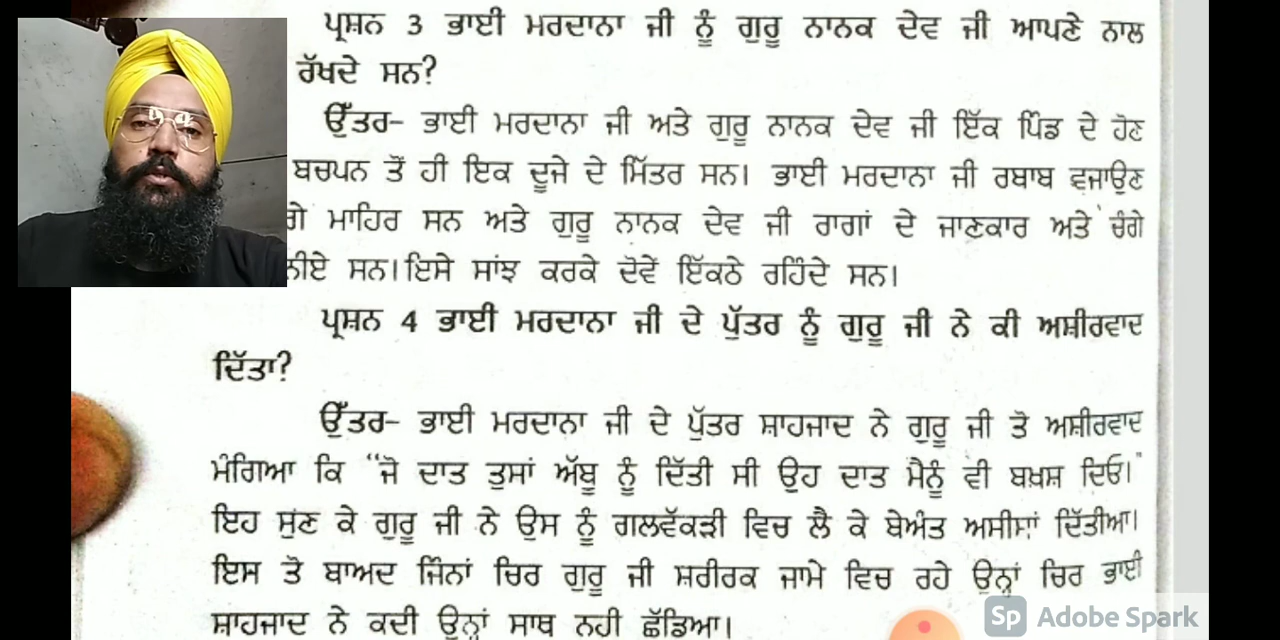 ਪ੍ਰਸ਼ਨ 3 ਭਾਈ ਮਰਦਾਨਾ ਜੀ ਨੂੰ ਗੁਰੂ ਨਾਨਕ ਦੇਵ ਜੀ ਆਪਣੇ ਨਾਲ
ਰੱਖਦੇ ਸਨ?
ਉੱਤਰ- ਭਾਈ ਮਰਦਾਨਾ ਜੀ ਅਤੇ ਗੁਰੂ ਨਾਨਕ ਦੇਵ ਜੀ ਇੱਕ ਪਿੰਡ ਦੇ ਹੋਣ
ਬਚਪਨ ਤੋਂ ਹੀ ਇਕ ਦੂਜੇ ਦੇ ਮਿੱਤਰ ਸਨ। ਭਾਈ ਮਰਦਾਨਾ ਜੀ ਰਬਾਬ ਵਜਾਉਣ
ਮਾਹਿਰ ਸਨ ਅਤੇ ਗੁਰੂ ਨਾਨਕ ਦੇਵ ਜੀ ਰਾਗਾਂ ਦੇ ਜਾਣਕਾਰ ਅਤੇ ਚੰਗੇ
ਸਨ।ਇਸੇ ਸਾਂਝ ਕਰਕੇ ਦੋਵੇਂ ਇੱਕਠੇ ਰਹਿੰਦੇ ਸਨ।
ਪ੍ਰਸ਼ਨ 4 ਭਾਈ ਮਰਦਾਨਾ ਜੀ ਦੇ ਪੁੱਤਰ ਨੂੰ ਗੁਰੂ ਜੀ ਨੇ ਕੀ ਅਸ਼ੀਰਵਾਦ
ਦਿੱਤਾ?
ਉੱਤਰ- ਭਾਈ ਮਰਦਾਨਾ ਜੀ ਦੇ ਪੁੱਤਰ ਸ਼ਾਹਜਾਦ ਨੇ ਗੁਰੂ ਜੀ ਤੋ ਅਸ਼ੀਰਵਾਦ
ਮੰਗਿਆ ਕਿ “ਜੋ ਦਾਤ ਤੁਸਾਂ ਅੱਬੂ ਨੂੰ ਦਿੱਤੀ ਸੀ ਉਹ ਦਾਤ ਮੈਨੂੰ ਵੀ ਬਖ਼ਸ਼ ਦਿਓ।”
ਇਹ ਸੁਣ ਕੇ ਗੁਰੂ ਜੀ ਨੇ ਉਸ ਨੂੰ ਗਲਵੱਕੜੀ ਵਿਚ ਲੈ ਕੇ ਬੇਅੰਤ ਅਸੀਸਾਂ ਦਿੱਤੀਆ।
ਇਸ ਤੋ ਬਾਅਦ ਜਿੰਨਾਂ ਚਿਰ ਗੁਰੂ ਜੀ ਸ਼ਰੀਰਕ ਜਾਮੇ ਵਿਚ ਰਹੇ ਉਨ੍ਹਾਂ ਚਿਰ ਭਾਈ
ਸ਼ਾਹਜਾਦ ਨੇ ਕਦੀ ਉਨ੍ਹਾਂ ਸਾਥ ਨਹੀ ਛੱਡਿਆ।
Sp Adobe Spark